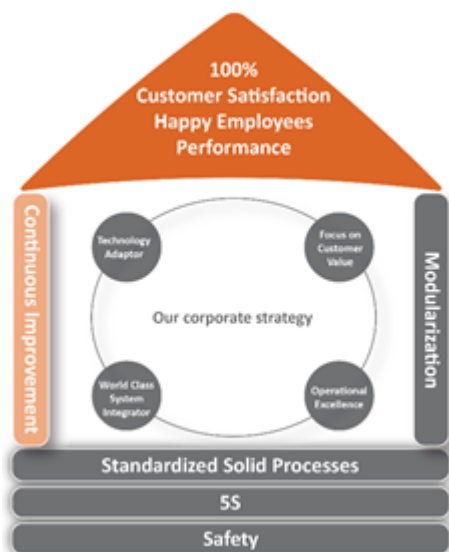 100%
Customer Satisfaction
Happy Employees
Performance
Continuous Improvement
Technology
Adaptor
Focus on
Customer
Value
Modularization
Our corporate strategy
World Class
System
Integrator
Operational
Excellence
Standardized Solid Processes
5S
Safety